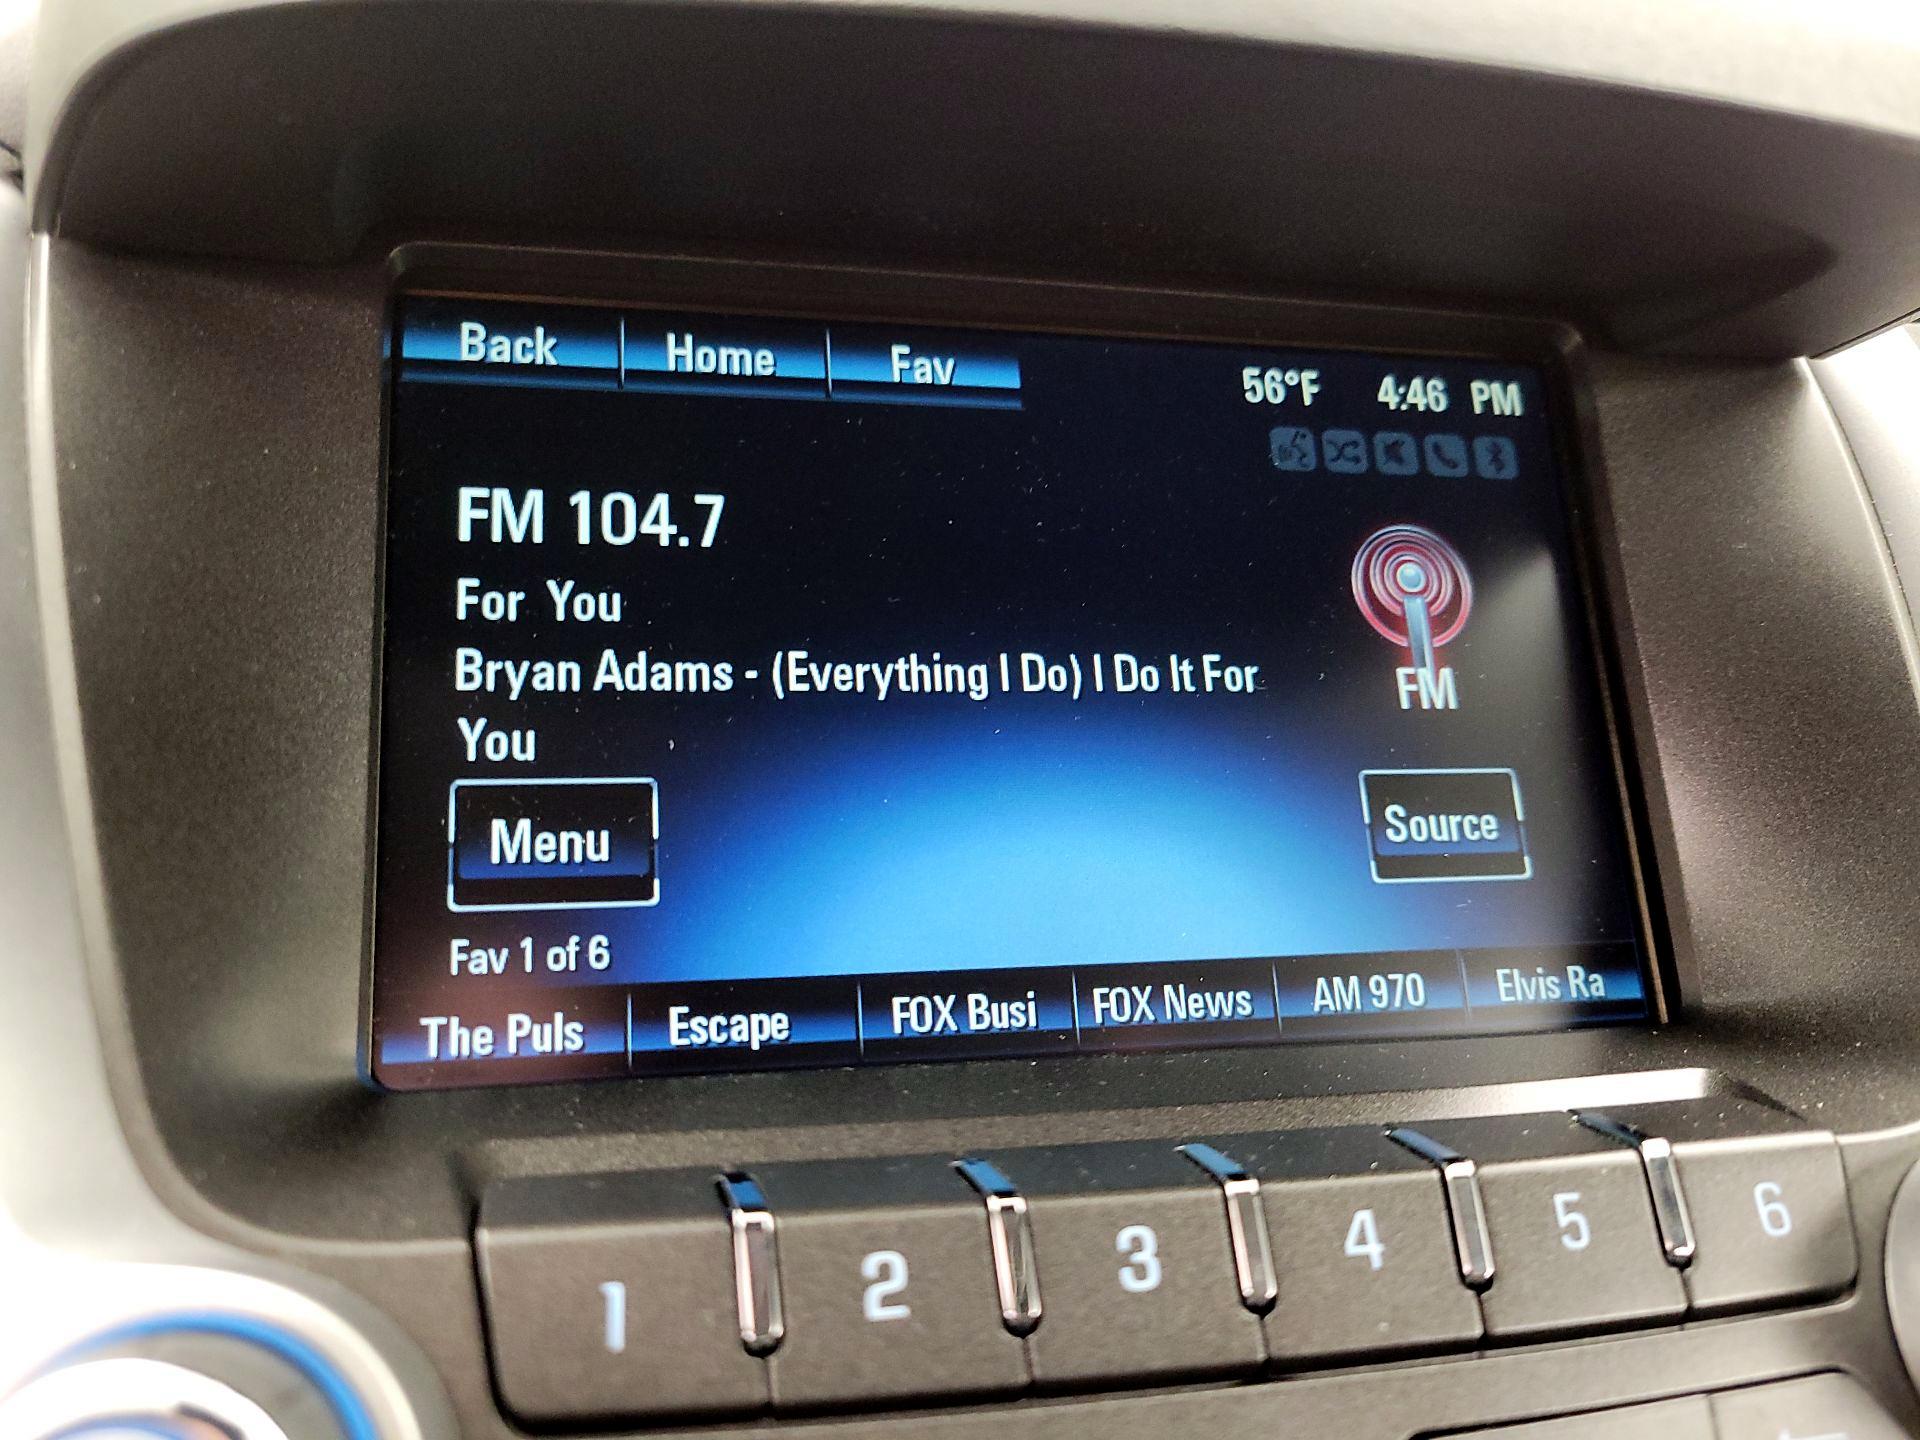 Back Home Fav 56°F 4:46 PM
FM 104.7
For You
Bryan Adams - (Everything I Do) I Do It For
You
FM
Menu Source
Fav 1 of 6
The Puls Escape FOX Busi FOX News AM 970 Elvis Ra
1 2 3 4 5 6